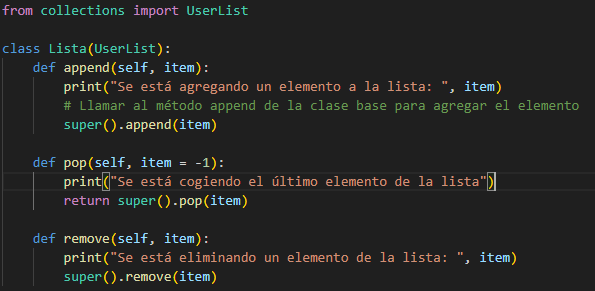 from collections import UserList
class Lista(UserList):
    def append(self, item):
        print("Se está agregando un elemento a la lista: ", item)
        # Llamar al método append de la clase base para agregar el elemento
        super().append(item)
    def pop(self, item = -1):
        print("Se está cogiendo el último elemento de la lista")
        return super().pop(item)
    def remove(self, item):
        print("Se está eliminando un elemento de la lista: ", item)
        super().remove(item)